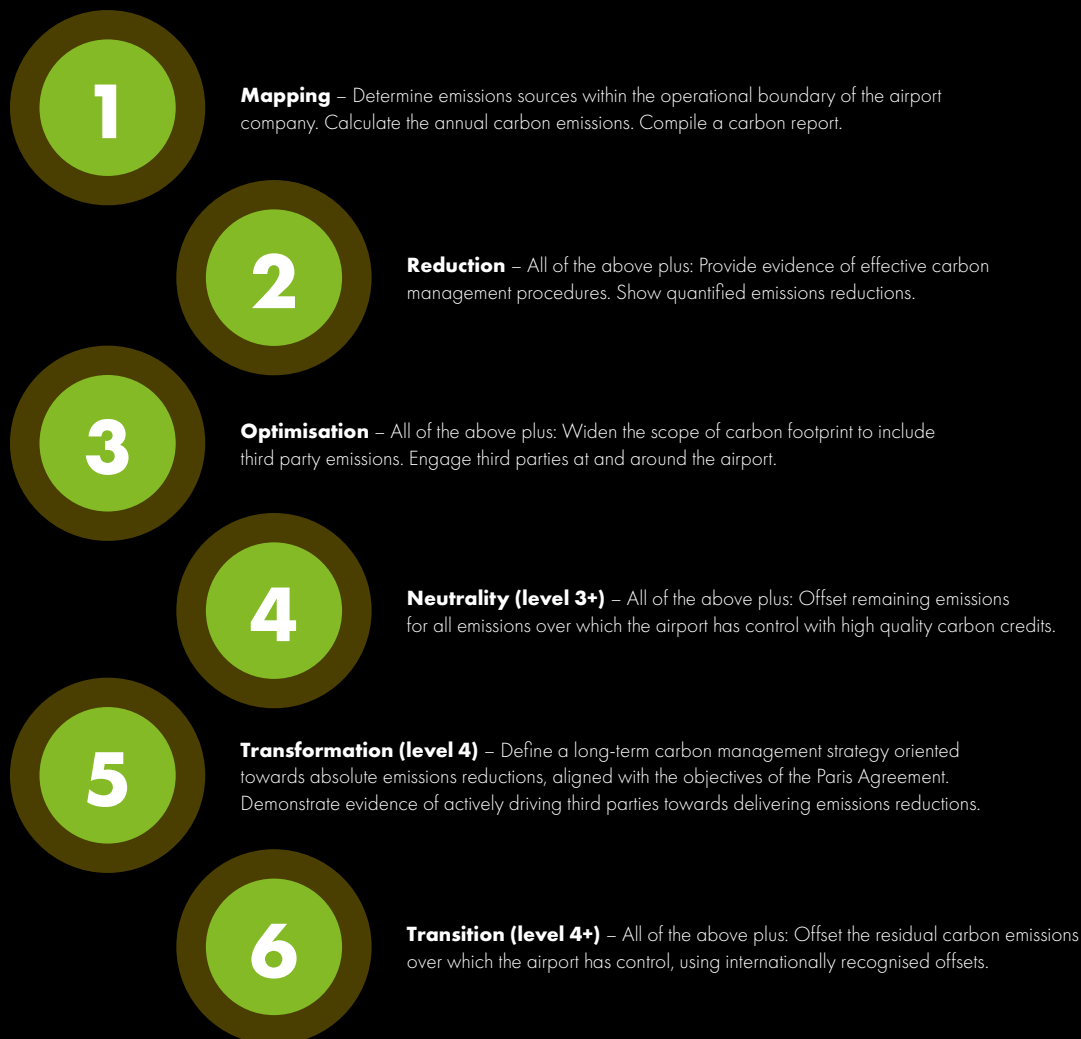 1
Mapping – Determine emissions sources within the operational boundary of the airport
company. Calculate the annual carbon emissions. Compile a carbon report.
2
Reduction – All of the above plus: Provide evidence of effective carbon
management procedures. Show quantified emissions reductions.
3
Optimisation – All of the above plus: Widen the scope of carbon footprint to include
third party emissions. Engage third parties at and around the airport.
4
Neutrality (level 3+) – All of the above plus: Offset remaining emissions
for all emissions over which the airport has control with high quality carbon credits.
5
Transformation (level 4) – Define a long-term carbon management strategy oriented
towards absolute emissions reductions, aligned with the objectives of the Paris Agreement.
Demonstrate evidence of actively driving third parties towards delivering emissions reductions.
6
Transition (level 4+) – All of the above plus: Offset the residual carbon emissions
over which the airport has control, using internationally recognised offsets.